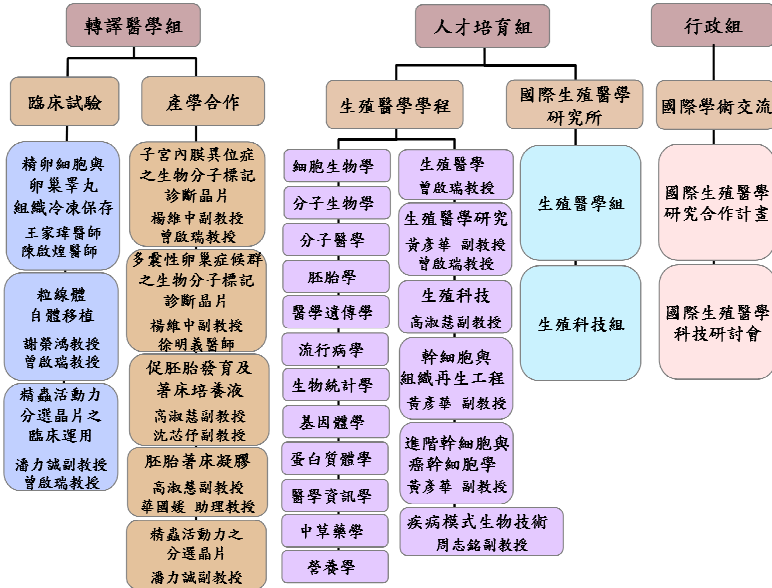 轉譯醫學組
臨床試驗
精卵細胞與
卵巢睪丸
組織冷凍保存
王家瑋醫師
陳啟煌醫師
粒線體
自體移植
謝榮鴻教授
曾啟瑞教授
精蟲活動力
分選晶片之
臨床運用
潘力誠副教授
曾啟瑞教授
產學合作
子宮內膜異位症
之生物分子標記
診斷晶片
楊維中副教授
曾啟瑞教授
多囊性卵巢症候群
之生物分子標記
診斷晶片
楊維中副教授
徐明義醫師
促胚胎發育及
著床培養液
高淑慧副教授
沈芯伃副教授
胚胎著床凝膠
高淑慧副教授
華國媛 助理教授
精蟲活動力之
分選晶片
潘力誠副教授
人才培育組
生殖醫學學程
細胞生物學
分子生物學
分子醫學
胚胎學
醫學遺傳學
流行病學
生物統計學
基因體學
蛋白質體學
醫學資訊學
中草藥學
營養學
生殖醫學
曾啟瑞教授
生殖醫學研究
黃彥華 副教授
曾啟瑞教授
生殖科技
高淑慧副教授
幹細胞與
組織再生工程
黃彥華 副教授
進階幹細胞與
癌幹細胞學
黃彥華 副教授
疾病模式生物技術
周志銘副教授
國際生殖醫學
研究所
生殖醫學組
生殖科技組
行政組
國際學術交流
國際生殖醫學
研究合作計畫
國際生殖醫學
科技研討會